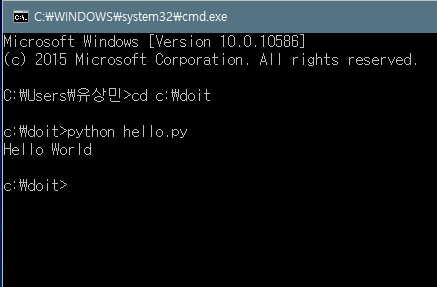 C:₩WINDOWS₩system32₩cmd.exe
Microsoft Windows [Version 10.0.10586]
(c) 2015 Microsoft Corporation. All rights reserved.
C:₩Users₩유상민>cd c:₩doit
c:₩doit>python hello.py
Hello World
c:₩doit>